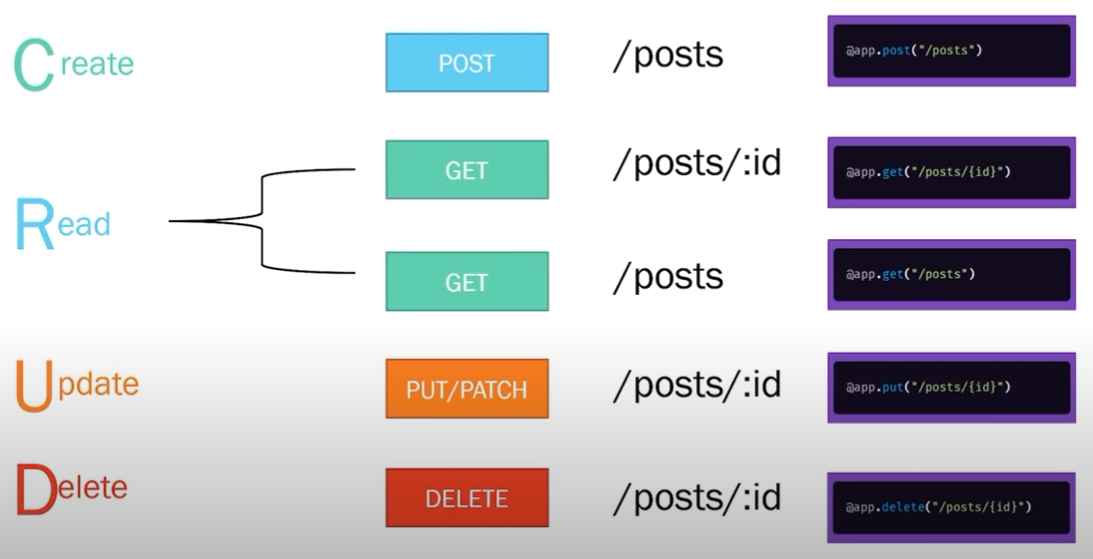 Create POST /posts @app.post("/posts")
GET /posts/:id @app.get("/posts/{id}")
Read
GET /posts @app.get("/posts")
Update PUT/PATCH /posts/:id @app.put("/posts/{id}")
Delete DELETE /posts/:id @app.delete("/posts/{id}")